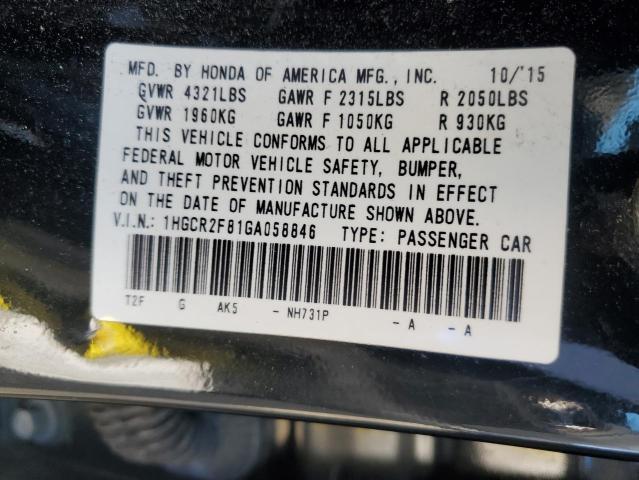 MFD. BY HONDA OF AMERICA MFG., INC. 10/'15
GVWR 4321LBS GAWR F 2315LBS R 2050LBS
GVWR 1960KG GAWR F 1050KG R 930KG
THIS VEHICLE CONFORMS TO ALL APPLICABLE
FEDERAL MOTOR VEHICLE SAFETY, BUMPER,
AND THEFT PREVENTION STANDARDS IN EFFECT
ON THE DATE OF MANUFACTURE SHOWN ABOVE.
V.I.N.: 1HGCR2F81GA058846 TYPE: PASSENGER CAR
T2F G AK5 - NH731P - A - A